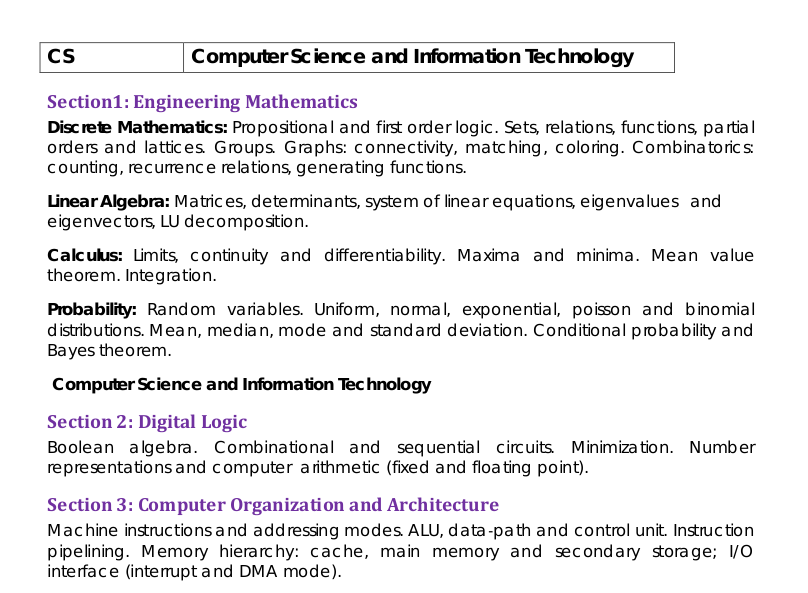 CS Computer Science and Information Technology
Section1: Engineering Mathematics
Discrete Mathematics: Propositional and first order logic. Sets, relations, functions, partial
orders and lattices. Groups. Graphs: connectivity, matching, coloring. Combinatorics:
counting, recurrence relations, generating functions.
Linear Algebra: Matrices, determinants, system of linear equations, eigenvalues and
eigenvectors, LU decomposition.
Calculus: Limits, continuity and differentiability. Maxima and minima. Mean value
theorem. Integration.
Probability: Random variables. Uniform, normal, exponential, poisson and binomial
distributions. Mean, median, mode and standard deviation. Conditional probability and
Bayes theorem.
Computer Science and Information Technology
Section 2: Digital Logic
Boolean algebra. Combinational and sequential circuits. Minimization. Number
representations and computer arithmetic (fixed and floating point).
Section 3: Computer Organization and Architecture
Machine instructions and addressing modes. ALU, data-path and control unit. Instruction
pipelining. Memory hierarchy: cache, main memory and secondary storage; I/O
interface (interrupt and DMA mode).